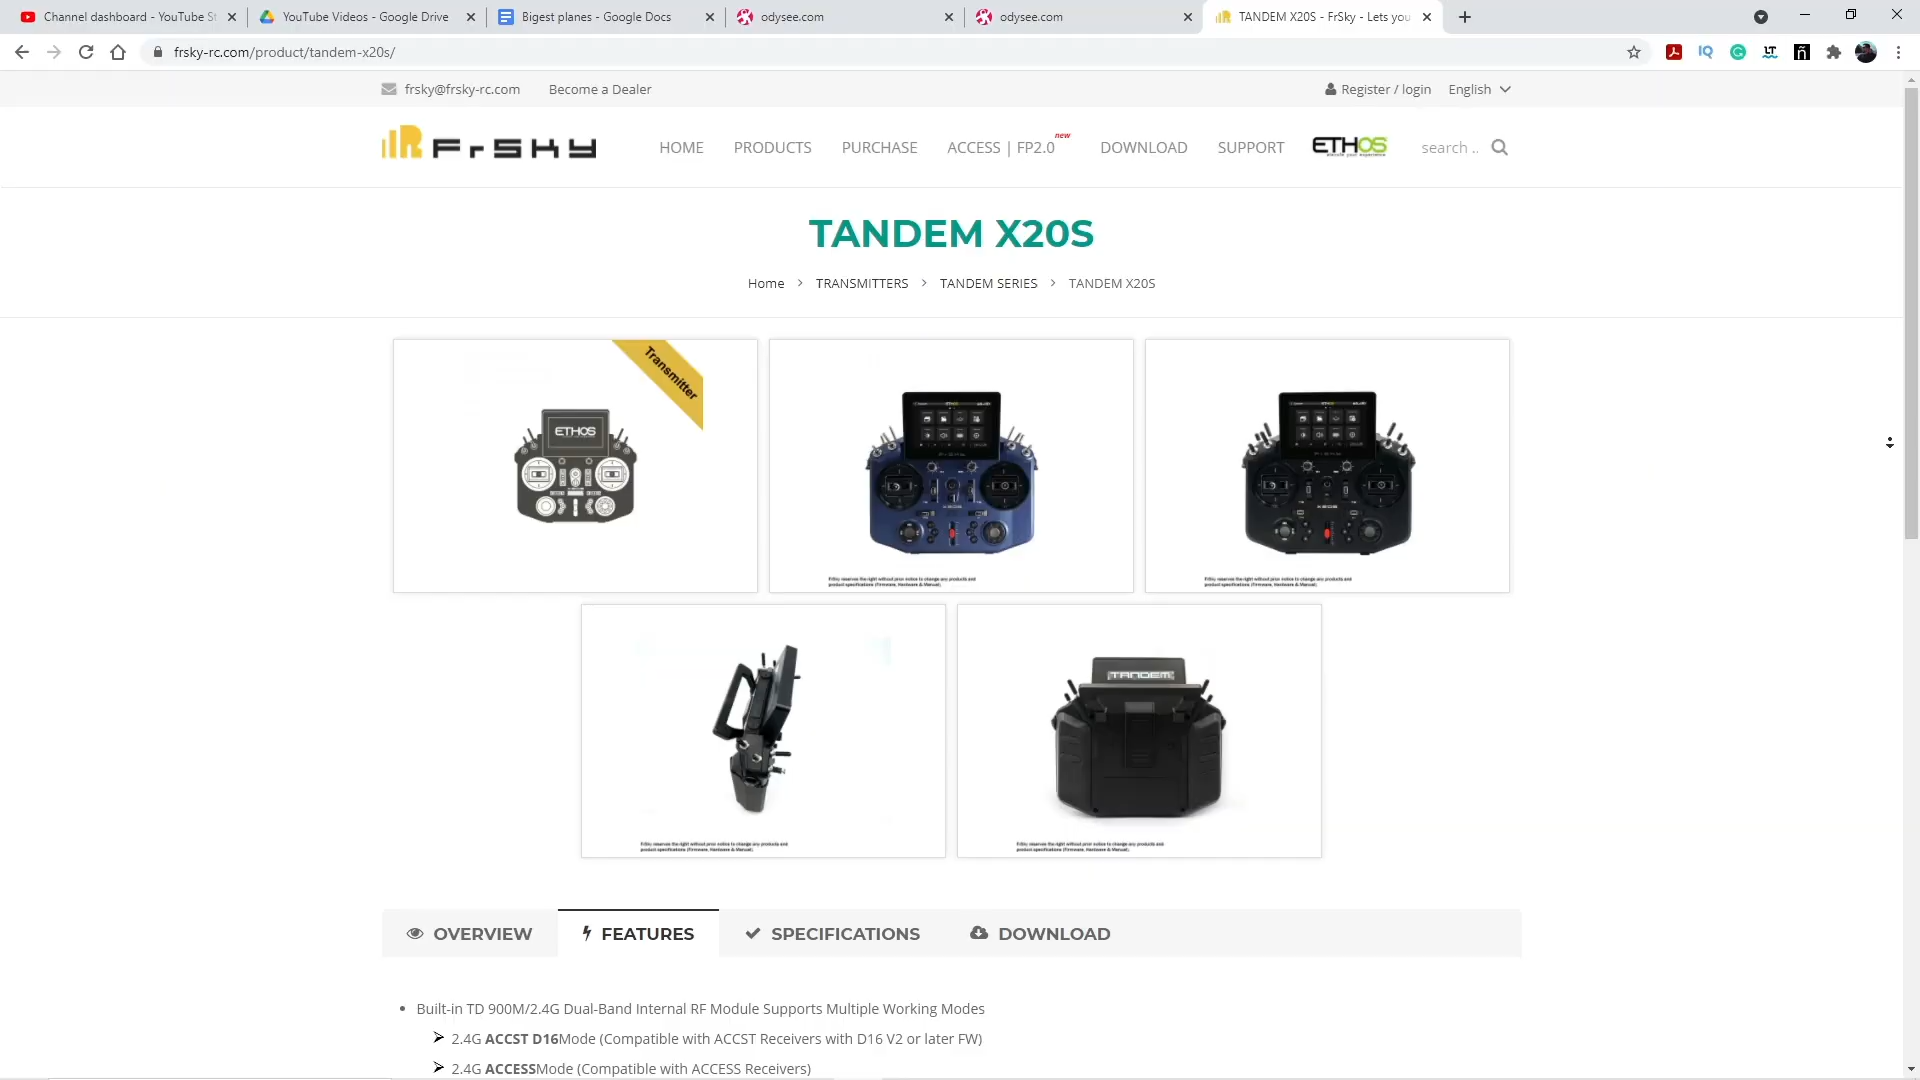 Channel dashboard - YouTube St
YouTube Videos - Google Drive
Bigest planes - Google Docs
odysee.com
odysee.com
TANDEM X20S - FrSky - Lets you
frsky-rc.com/product/tandem-x20s/
frsky@frsky-rc.com Become a Dealer
Register / login English
FrSky
HOME PRODUCTS PURCHASE ACCESS | FP2.0 new DOWNLOAD SUPPORT ETHOS search ..
TANDEM X20S
Home > TRANSMITTERS > TANDEM SERIES > TANDEM X20S
Transmitter
ETHOS
FrSky reserves the right without prior notice to change any products and
product specifications (Firmware, Hardware & Manual).
FrSky reserves the right without prior notice to change any products and
product specifications (Firmware, Hardware & Manual).
TANDEM
FrSky reserves the right without prior notice to change any products and
product specifications (Firmware, Hardware & Manual).
FrSky reserves the right without prior notice to change any products and
product specifications (Firmware, Hardware & Manual).
OVERVIEW FEATURES SPECIFICATIONS DOWNLOAD
• Built-in TD 900M/2.4G Dual-Band Internal RF Module Supports Multiple Working Modes
➢ 2.4G ACCST D16Mode (Compatible with ACCST Receivers with D16 V2 or later FW)
➢ 2.4G ACCESSMode (Compatible with ACCESS Receivers)